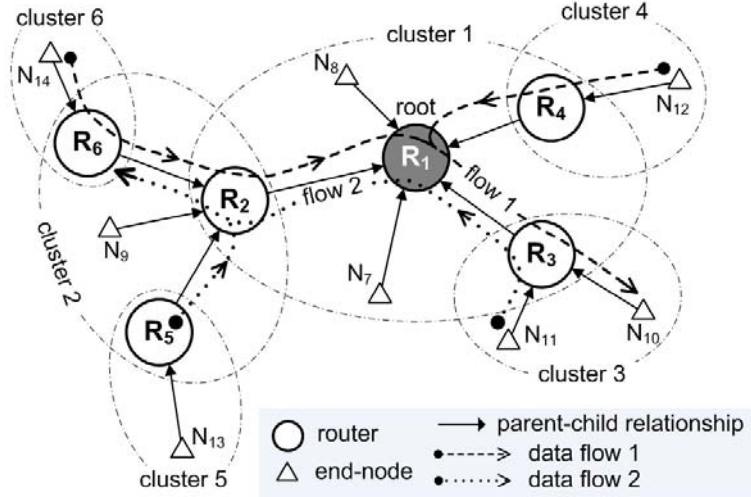 cluster 6
cluster 4
cluster 1
N14
N8
root
R4
N12
R6
R1
R2
flow 2
flow 1
N9
R3
cluster 2
N7
R5
N11
N10
cluster 3
N13
cluster 5
router
end-node
parent-child relationship
data flow 1
data flow 2